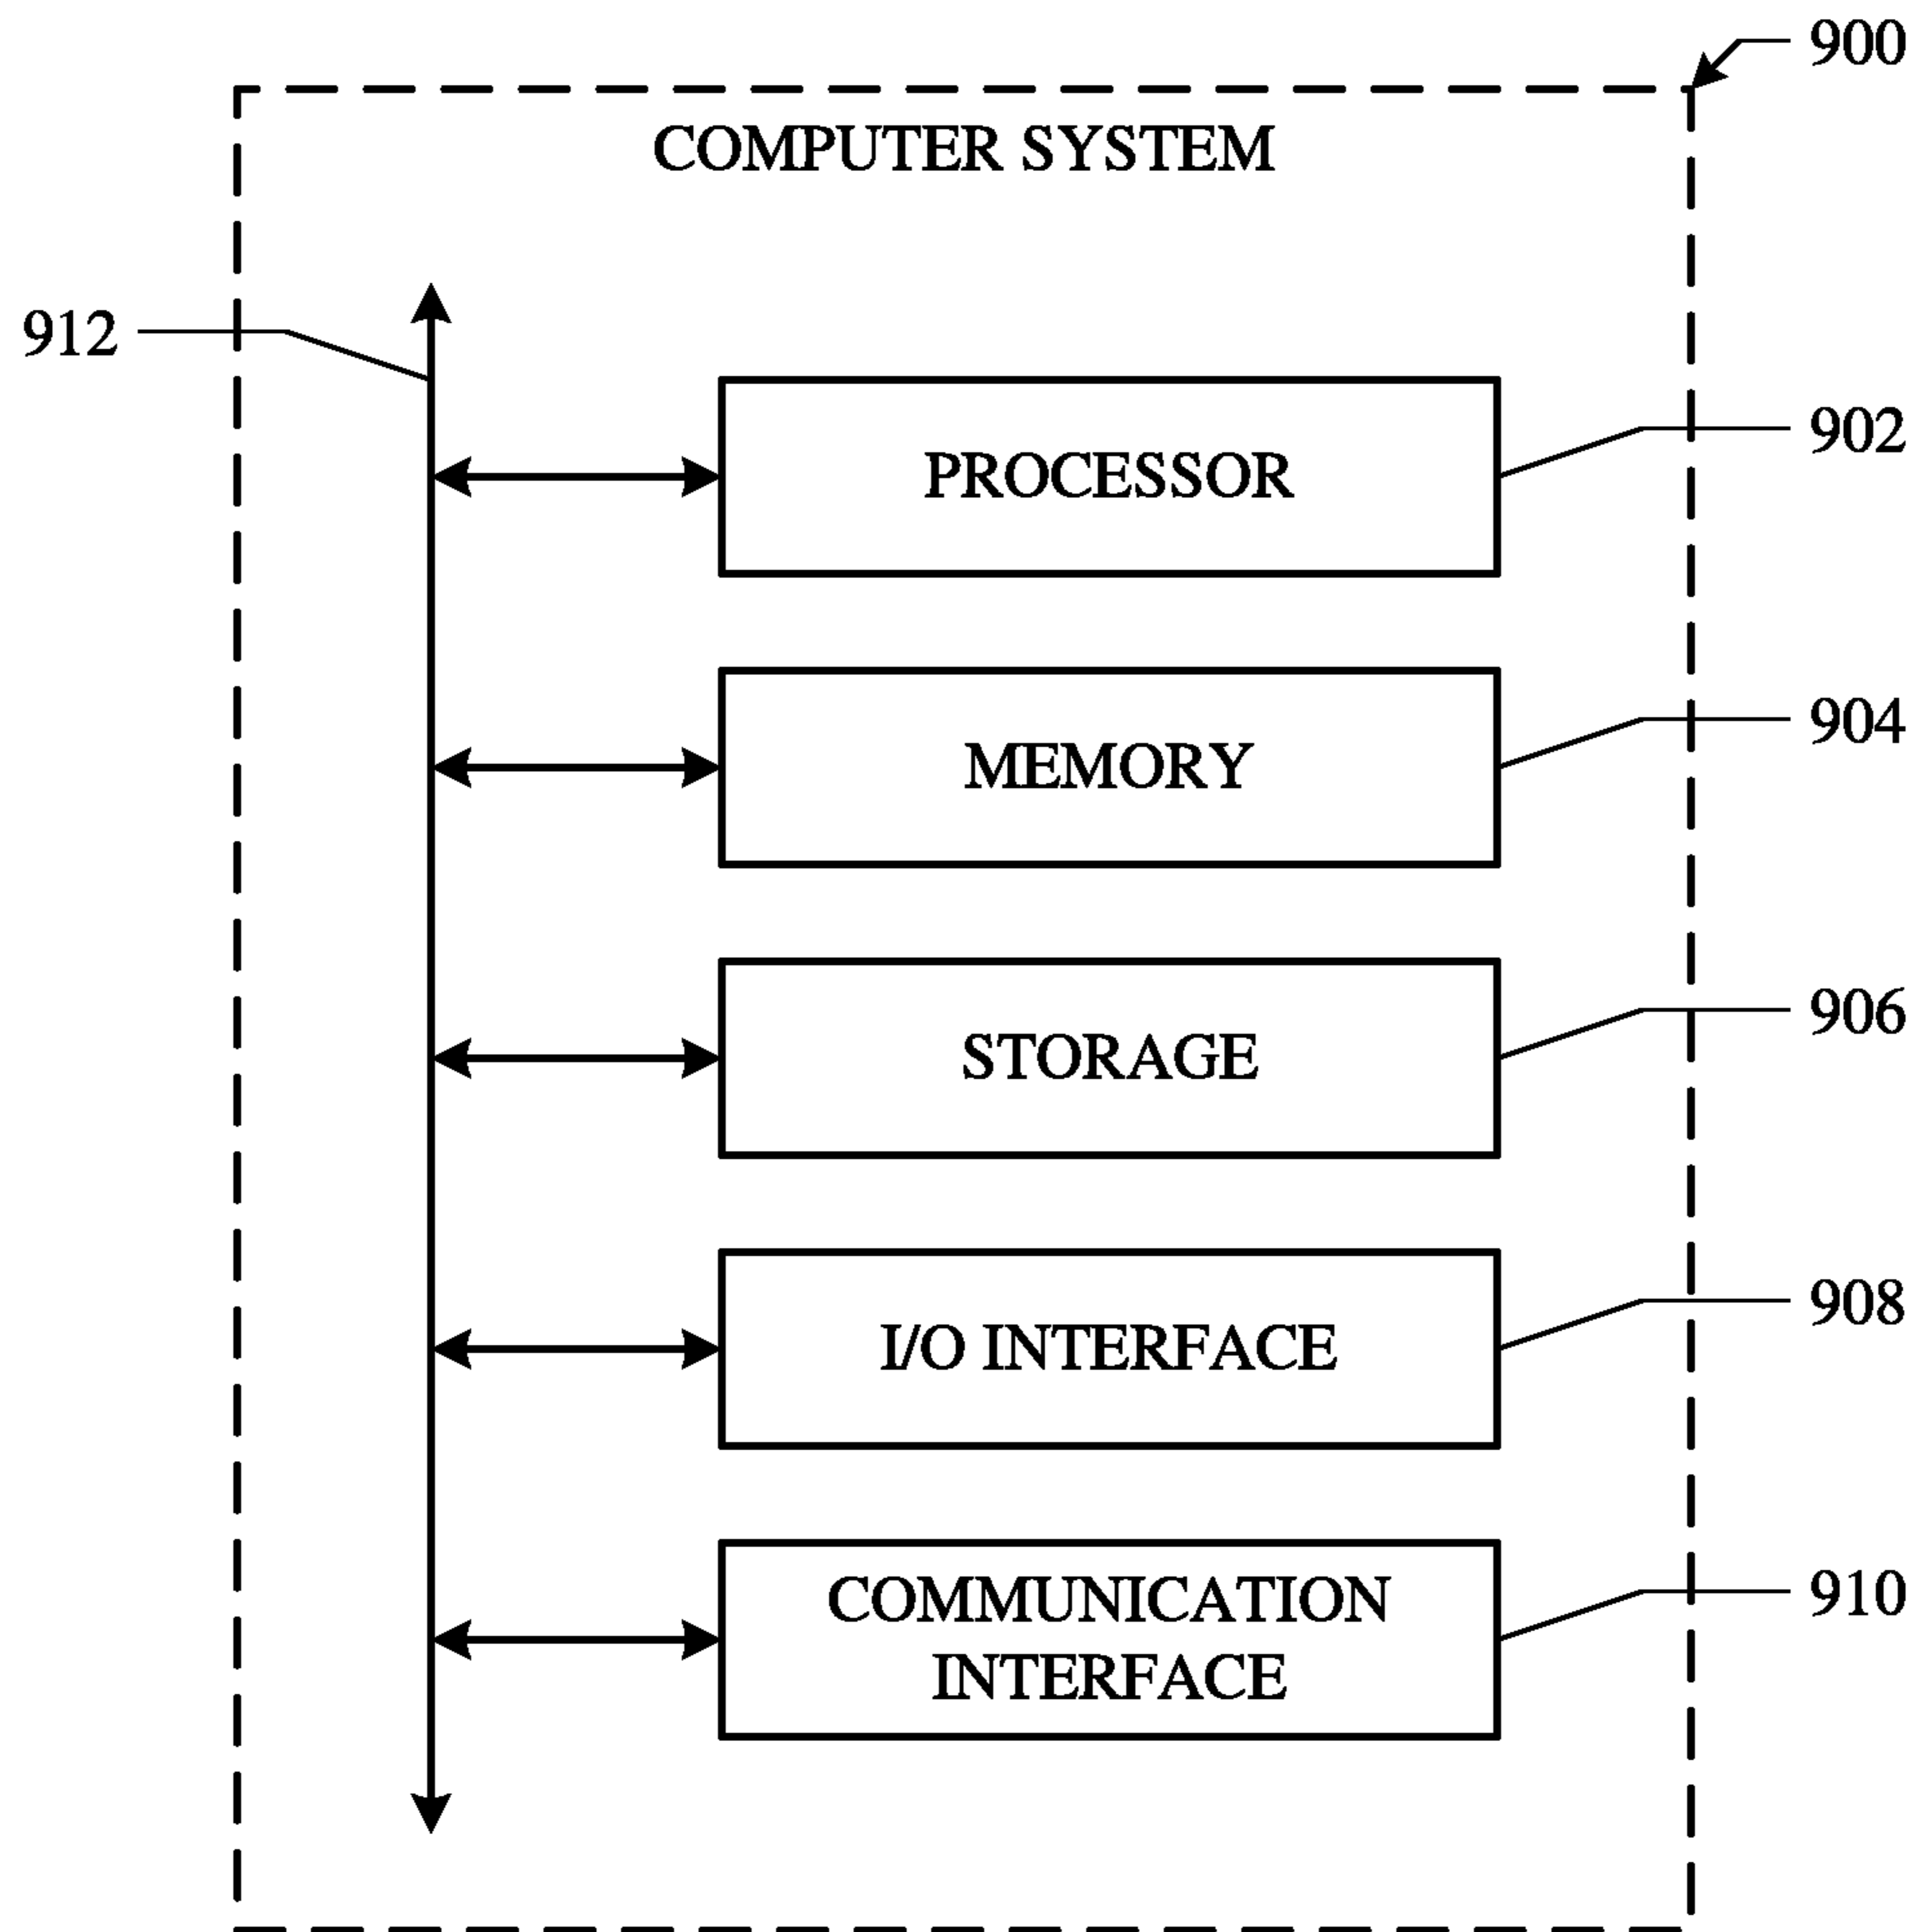 900
COMPUTER SYSTEM
912
PROCESSOR
902
MEMORY
904
STORAGE
906
I/O INTERFACE
908
COMMUNICATION
INTERFACE
910